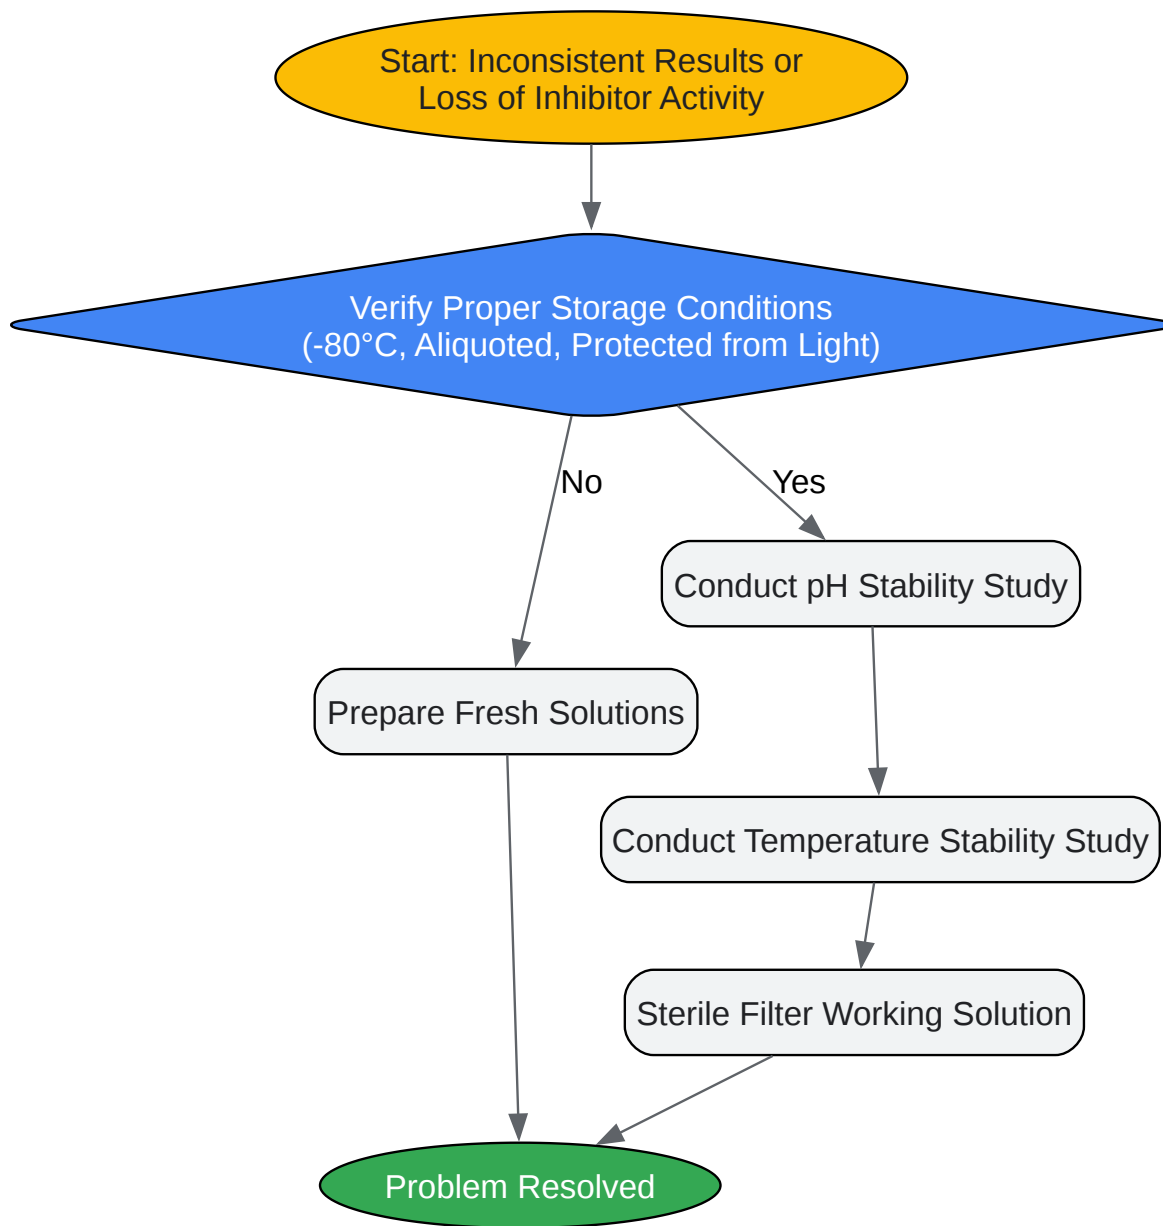 Start: Inconsistent Results or
Loss of Inhibitor Activity
Verify Proper Storage Conditions
(-80°C, Aliquoted, Protected from Light)
No
Yes
Conduct pH Stability Study
Prepare Fresh Solutions
Conduct Temperature Stability Study
Sterile Filter Working Solution
Problem Resolved